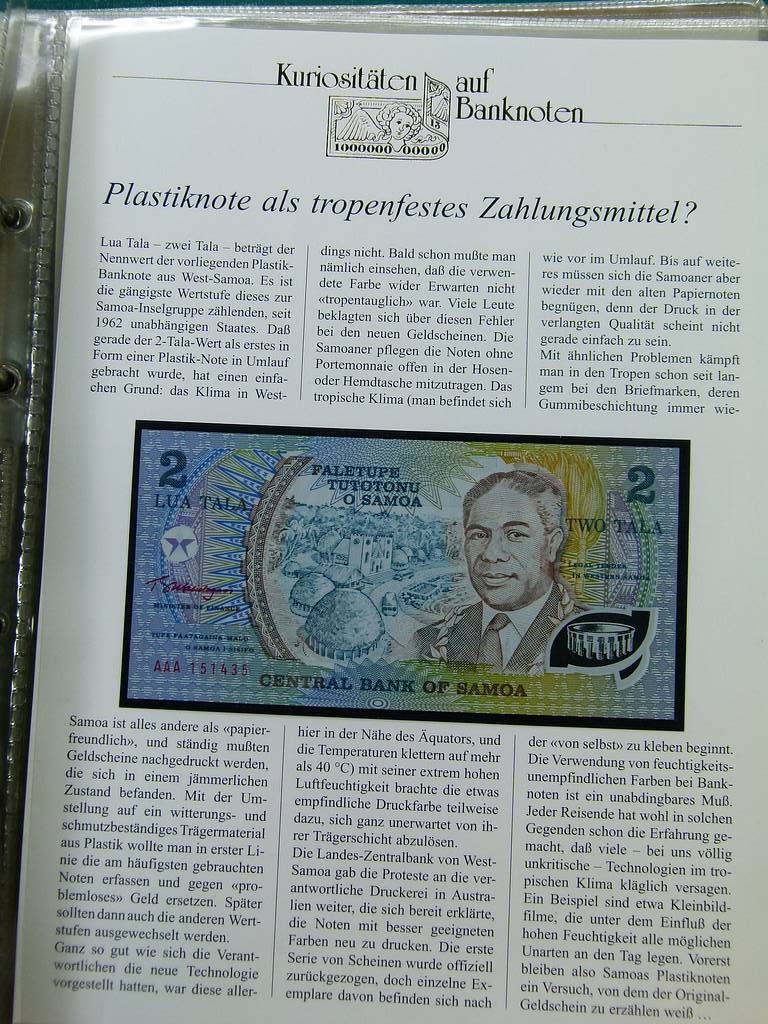 Kuriositäten auf
Banknoten
1000000 00000
Plastiknote als tropenfestes Zahlungsmittel?
Lua Tala – zwei Tala – beträgt der
Nennwert der vorliegenden Plastik-
Banknote aus West-Samoa. Es ist
die gängigste Wertstufe dieses zur
Samoa-Inselgruppe zählenden, seit
1962 unabhängigen Staates. Daß
gerade der 2-Tala-Wert als erstes in
Form einer Plastik-Note in Umlauf
gebracht wurde, hat einen einfa-
chen Grund: das Klima in West-
dings nicht. Bald schon mußte man
nämlich einsehen, daß die verwen-
dete Farbe wider Erwarten nicht
«tropentauglich» war. Viele Leute
beklagten sich über diesen Fehler
bei den neuen Geldscheinen. Die
Samoaner pflegen die Noten ohne
Portemonnaie offen in der Hosen-
oder Hemdtasche mitzutragen. Das
tropische Klima (man befindet sich
wie vor im Umlauf. Bis auf weite-
res müssen sich die Samoaner aber
wieder mit den alten Papiernoten
begnügen, denn der Druck in der
verlangten Qualität scheint nicht
gerade einfach zu sein.
Mit ähnlichen Problemen kämpft
man in den Tropen schon seit lan-
gem bei den Briefmarken, deren
Gummibeschichtung immer wie-
2
LUA TALA
FALETUPE
TUTOTONU
O SAMOA
2
TWO TALA
LEGAL TENDER
IN WESTERN SAMOA
MINISTER OF FINANCE
TUPE FAATAGAINA-MALO
O SAMOA I SISIFO
AAA 151435
CENTRAL BANK OF SAMOA
Samoa ist alles andere als «papier-
freundlich», und ständig mußten
Geldscheine nachgedruckt werden,
die sich in einem jämmerlichen
Zustand befanden. Mit der Um-
stellung auf ein witterungs- und
schmutzbeständiges Trägermaterial
aus Plastik wollte man in erster Li-
nie die am häufigsten gebrauchten
Noten erfassen und gegen «pro-
blemloses» Geld ersetzen. Später
sollten dann auch die anderen Wert-
stufen ausgewechselt werden.
Ganz so gut wie sich die Verant-
wortlichen die neue Technologie
vorgestellt hatten, war diese aller-
hier in der Nähe des Äquators, und
die Temperaturen klettern auf mehr
als 40 °C) mit seiner extrem hohen
Luftfeuchtigkeit brachte die etwas
empfindliche Druckfarbe teilweise
dazu, sich ganz unerwartet von ih-
rer Trägerschicht abzulösen.
Die Landes-Zentralbank von West-
Samoa gab die Proteste an die ver-
antwortliche Druckerei in Austra-
lien weiter, die sich bereit erklärte,
die Noten mit besser geeigneten
Farben neu zu drucken. Die erste
Serie von Scheinen wurde offiziell
zurückgezogen, doch einzelne Ex-
emplare davon befinden sich nach
der «von selbst» zu kleben beginnt.
Die Verwendung von feuchtigkeits-
unempfindlichen Farben bei Bank-
noten ist ein unabdingbares Muß.
Jeder Reisende hat wohl in solchen
Gegenden schon die Erfahrung ge-
macht, daß viele – bei uns völlig
unkritische – Technologien im tro-
pischen Klima kläglich versagen.
Ein Beispiel sind etwa Kleinbild-
filme, die unter dem Einfluß der
hohen Feuchtigkeit alle möglichen
Unarten an den Tag legen. Vorerst
bleiben also Samoas Plastiknoten
ein Versuch, von dem der Original-
Geldschein zu erzählen weiß ...